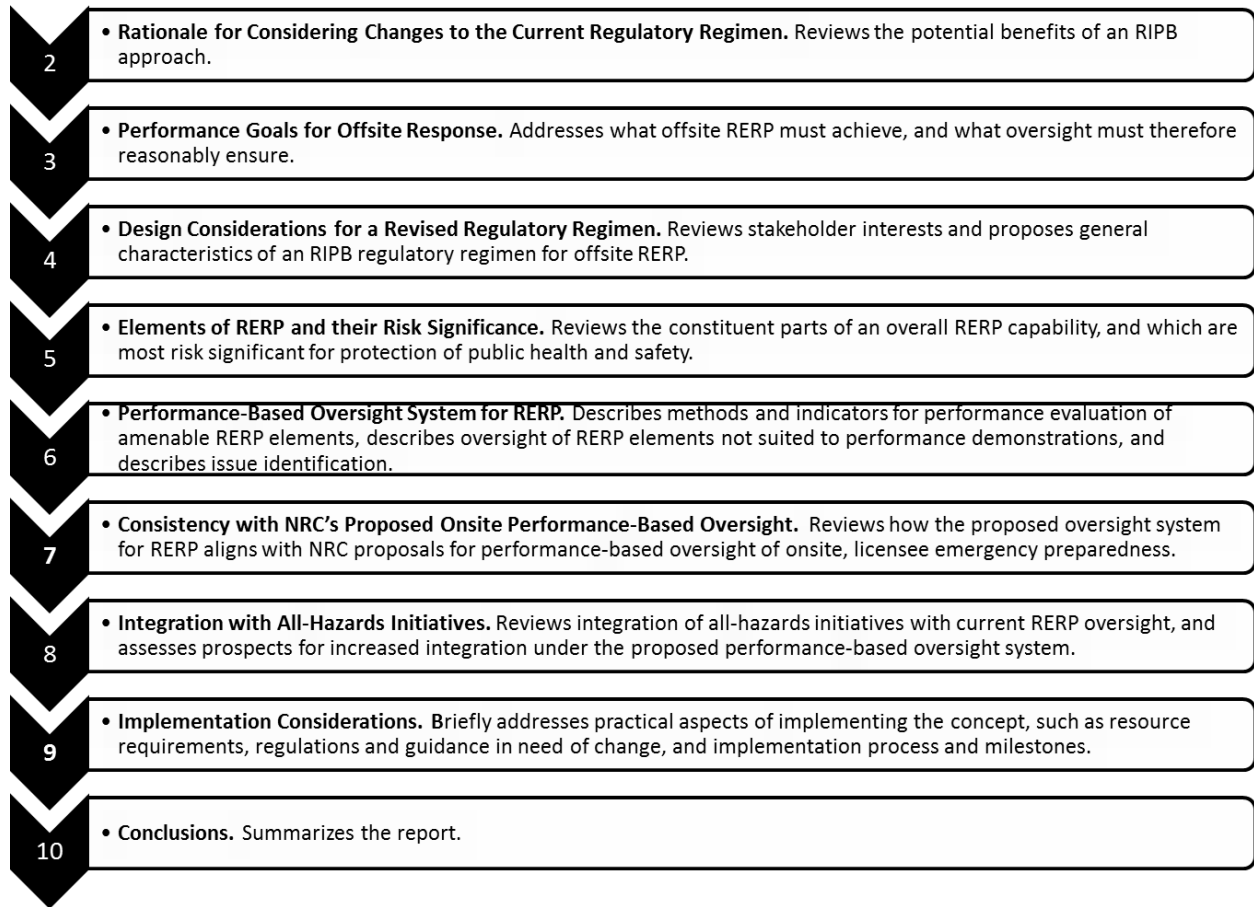 2
• Rationale for Considering Changes to the Current Regulatory Regimen. Reviews the potential benefits of an RIPB
approach.
3
• Performance Goals for Offsite Response. Addresses what offsite RERP must achieve, and what oversight must therefore
reasonably ensure.
4
• Design Considerations for a Revised Regulatory Regimen. Reviews stakeholder interests and proposes general
characteristics of an RIPB regulatory regimen for offsite RERP.
5
• Elements of RERP and their Risk Significance. Reviews the constituent parts of an overall RERP capability, and which are
most risk significant for protection of public health and safety.
6
• Performance-Based Oversight System for RERP. Describes methods and indicators for performance evaluation of
amenable RERP elements, describes oversight of RERP elements not suited to performance demonstrations, and
describes issue identification.
7
• Consistency with NRC's Proposed Onsite Performance-Based Oversight. Reviews how the proposed oversight system
for RERP aligns with NRC proposals for performance-based oversight of onsite, licensee emergency preparedness.
8
• Integration with All-Hazards Initiatives. Reviews integration of all-hazards initiatives with current RERP oversight, and
assesses prospects for increased integration under the proposed performance-based oversight system.
9
• Implementation Considerations. Briefly addresses practical aspects of implementing the concept, such as resource
requirements, regulations and guidance in need of change, and implementation process and milestones.
10
• Conclusions. Summarizes the report.